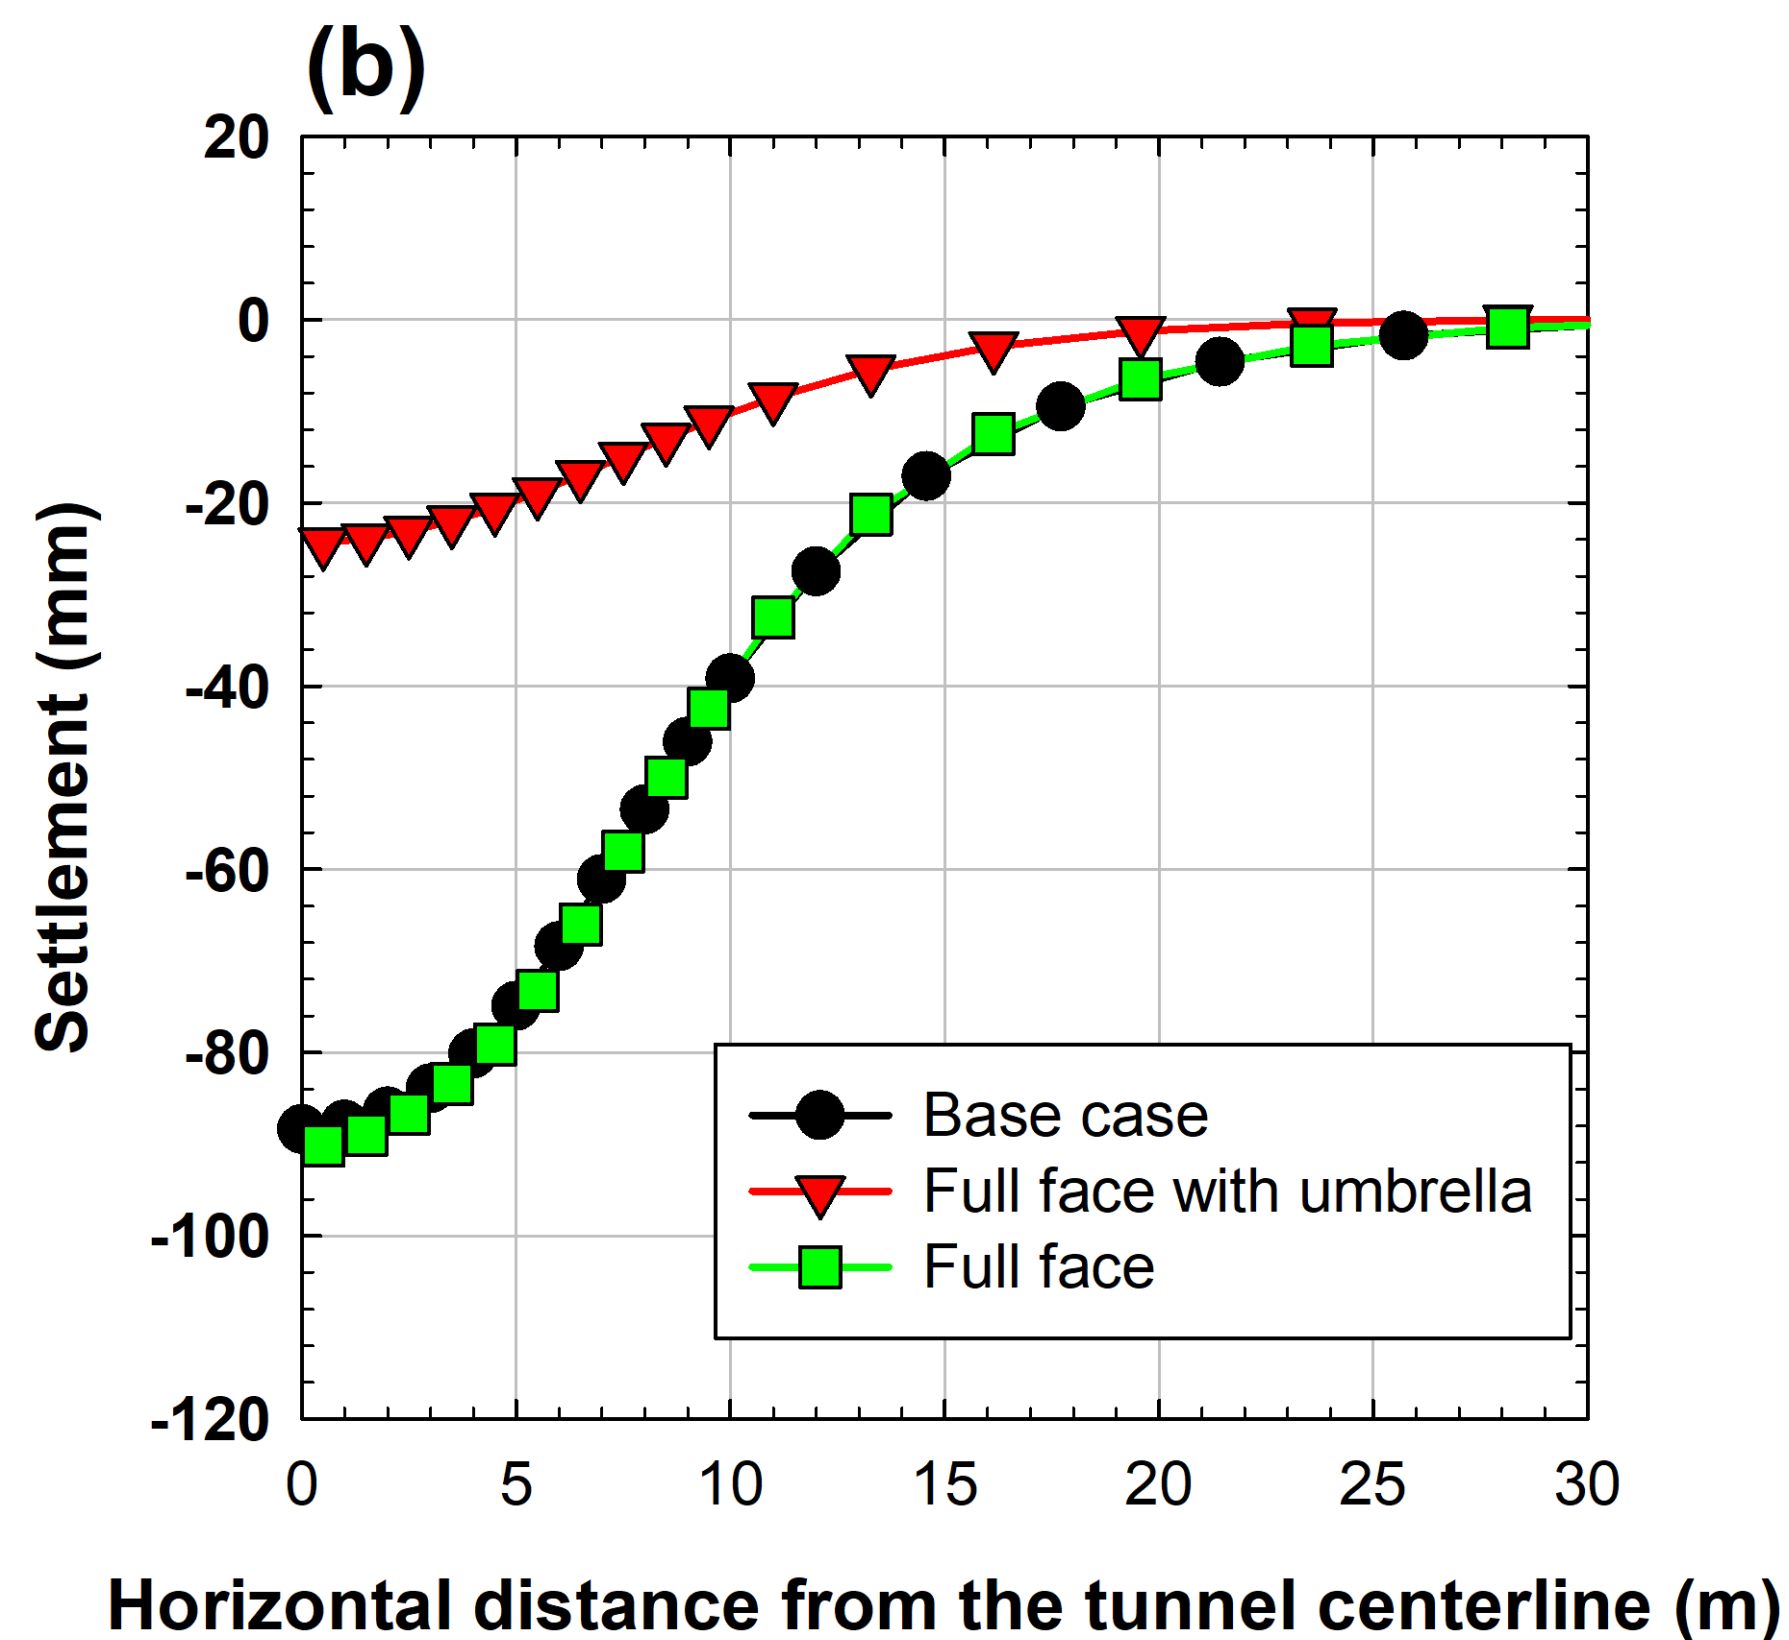 (b)
20
0
-20
-40
-60
-80
-100
-120
Settlement (mm)
Base case
Full face with umbrella
Full face
0 5 10 15 20 25 30
Horizontal distance from the tunnel centerline (m)